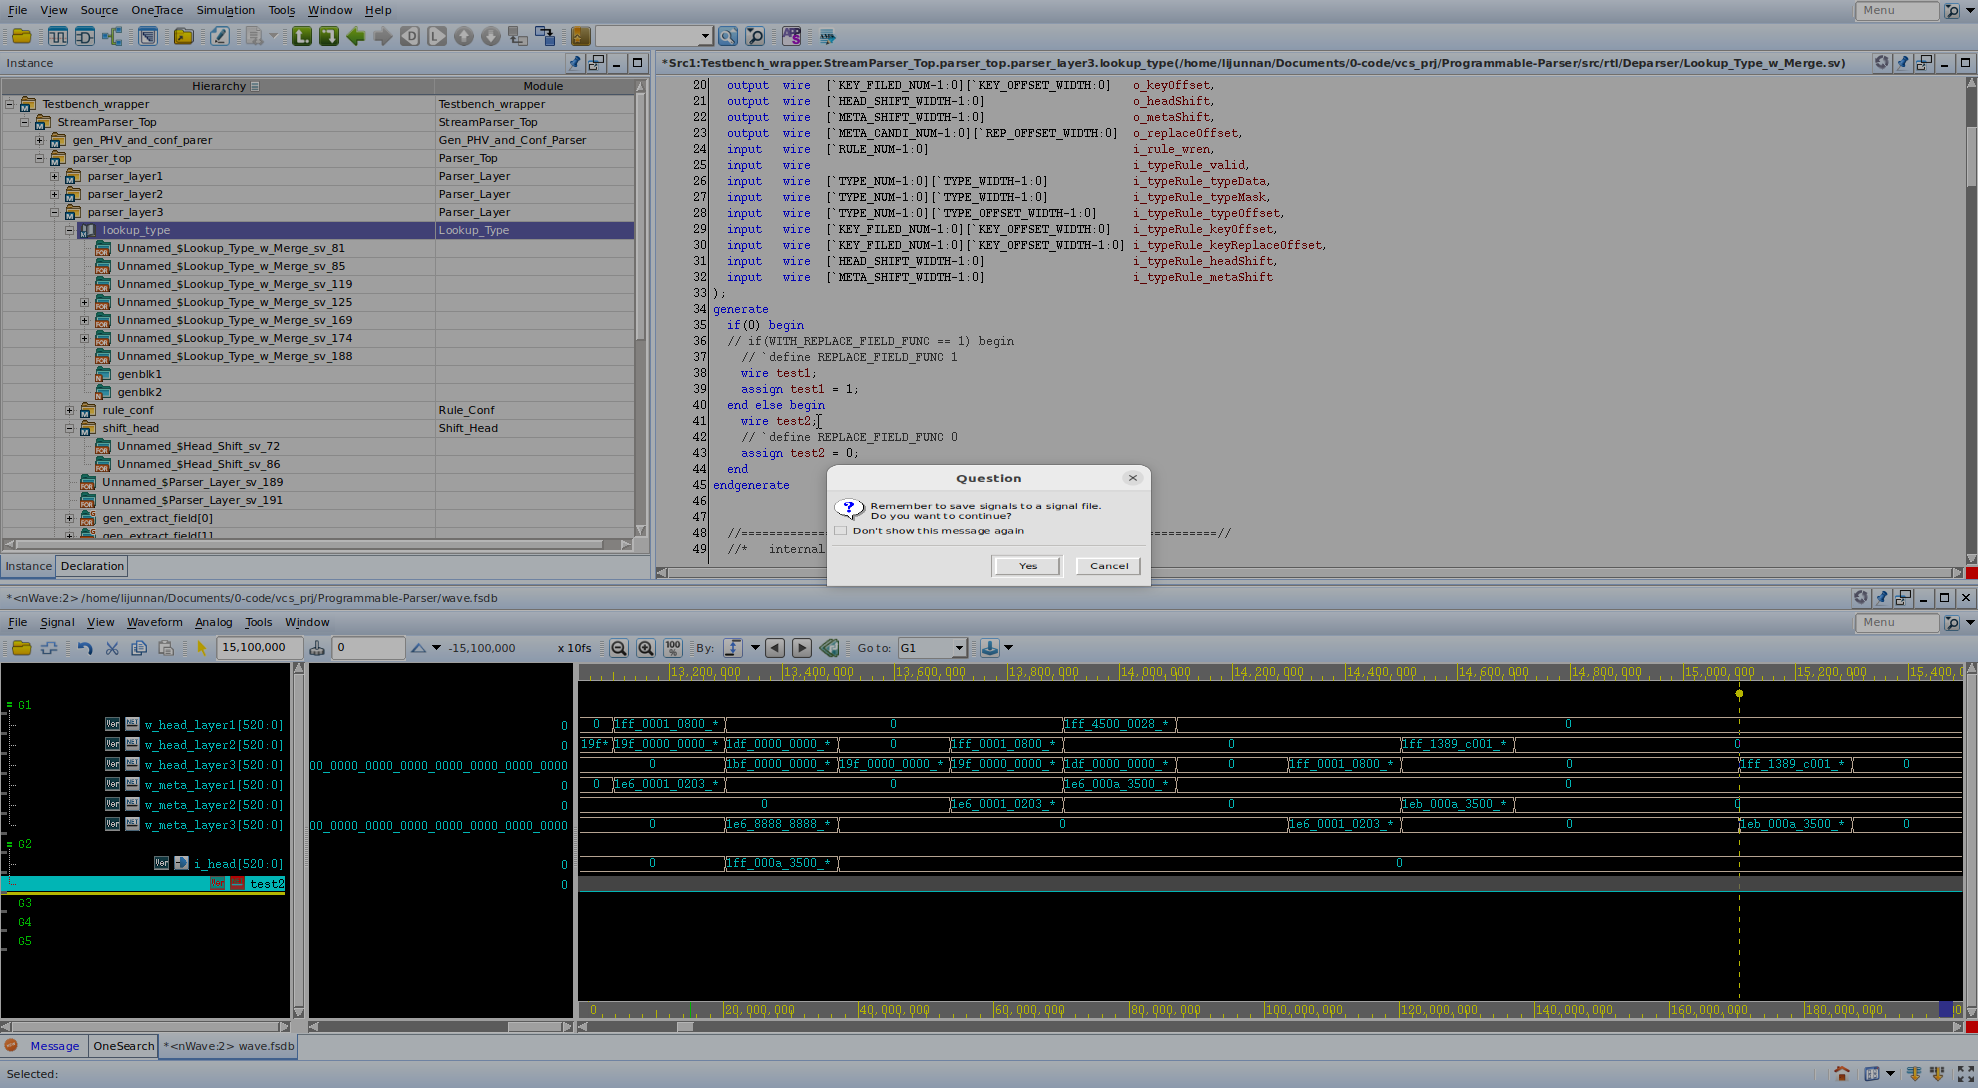 File View Source OneTrace Simulation Tools Window Help Menu
Instance
Hierarchy Module
Testbench_wrapper Testbench_wrapper
StreamParser_Top StreamParser_Top
gen_PHV_and_conf_parer Gen_PHV_and_Conf_Parser
parser_top Parser_Top
parser_layer1 Parser_Layer
parser_layer2 Parser_Layer
parser_layer3 Parser_Layer
lookup_type Lookup_Type
Unnamed_$Lookup_Type_w_Merge_sv_81
Unnamed_$Lookup_Type_w_Merge_sv_85
Unnamed_$Lookup_Type_w_Merge_sv_119
Unnamed_$Lookup_Type_w_Merge_sv_125
Unnamed_$Lookup_Type_w_Merge_sv_169
Unnamed_$Lookup_Type_w_Merge_sv_174
Unnamed_$Lookup_Type_w_Merge_sv_188
genblk1
genblk2
rule_conf Rule_Conf
shift_head Shift_Head
Unnamed_$Head_Shift_sv_72
Unnamed_$Head_Shift_sv_86
Unnamed_$Parser_Layer_sv_189
Unnamed_$Parser_Layer_sv_191
gen_extract_field[0]
gen_extract_field[1]
Instance Declaration
*Src1:Testbench_wrapper.StreamParser_Top.parser_top.parser_layer3.lookup_type(/home/lijunnan/Documents/0-code/vcs_prj/Programmable-Parser/src/rtl/Deparser/Lookup_Type_w_Merge.sv)
20 output wire [`KEY_FILED_NUM-1:0][`KEY_OFFSET_WIDTH:0] o_keyOffset,
21 output wire [`HEAD_SHIFT_WIDTH-1:0] o_headShift,
22 output wire [`META_SHIFT_WIDTH-1:0] o_metaShift,
23 output wire [`META_CANDI_NUM-1:0][`REP_OFFSET_WIDTH:0] o_replaceOffset,
24 input wire [`RULE_NUM-1:0] i_rule_wren,
25 input wire i_typeRule_valid,
26 input wire [`TYPE_NUM-1:0][`TYPE_WIDTH-1:0] i_typeRule_typeData,
27 input wire [`TYPE_NUM-1:0][`TYPE_WIDTH-1:0] i_typeRule_typeMask,
28 input wire [`TYPE_NUM-1:0][`TYPE_OFFSET_WIDTH-1:0] i_typeRule_typeOffset,
29 input wire [`KEY_FILED_NUM-1:0][`KEY_OFFSET_WIDTH:0] i_typeRule_keyOffset,
30 input wire [`KEY_FILED_NUM-1:0][`KEY_OFFSET_WIDTH-1:0] i_typeRule_keyReplaceOffset,
31 input wire [`HEAD_SHIFT_WIDTH-1:0] i_typeRule_headShift,
32 input wire [`META_SHIFT_WIDTH-1:0] i_typeRule_metaShift
33 );
34 generate
35 if(0) begin
36 // if(WITH_REPLACE_FIELD_FUNC == 1) begin
37 // `define REPLACE_FIELD_FUNC 1
38 wire test1;
39 assign test1 = 1;
40 end else begin
41 wire test2;
42 // `define REPLACE_FIELD_FUNC 0
43 assign test2 = 0;
44 end
45 endgenerate
46
47
48 //====================================//
49 //* internal
Question
Remember to save signals to a signal file.
Do you want to continue?
Don't show this message again
Yes Cancel
*<nWave:2> /home/lijunnan/Documents/0-code/vcs_prj/Programmable-Parser/wave.fsdb
File Signal View Waveform Analog Tools Window Menu
15,100,000 0 -15,100,000 x 10fs 100 % By: Go to: G1
13,200,000 13,400,000 13,600,000 13,800,000 14,000,000 14,200,000 14,400,000 14,600,000 14,800,000 15,000,000 15,200,000 15,400,0
G1
w_head_layer1[520:0] 0 0 1ff_0001_0800_* 0 1ff_4500_0028_* 0
w_head_layer2[520:0] 0 19f* 19f_0000_0000_* 1df_0000_0000_* 0 1ff_0001_0800_* 0 1ff_1389_c001_* 0
w_head_layer3[520:0] 00_0000_0000_0000_0000_0000_0000_0000 0 1bf_0000_0000_* 19f_0000_0000_* 19f_0000_0000_* 1df_0000_0000_* 0 1ff_0001_0800_* 0 1ff_1389_c001_* 0
w_meta_layer1[520:0] 0 0 1e6_0001_0203_* 0 1e6_000a_3500_* 0
w_meta_layer2[520:0] 0 0 1e6_0001_0203_* 0 1eb_000a_3500_* 0
w_meta_layer3[520:0] 00_0000_0000_0000_0000_0000_0000_0000 0 1e6_8888_8888_* 0 1e6_0001_0203_* 0 1eb_000a_3500_* 0
G2
i_head[520:0] 0 0 1ff_000a_3500_* 0
test2 0
G3
G4
G5
0 20,000,000 40,000,000 60,000,000 80,000,000 100,000,000 120,000,000 140,000,000 160,000,000 180,000,000 0
Message OneSearch *<nWave:2> wave.fsdb
Selected: